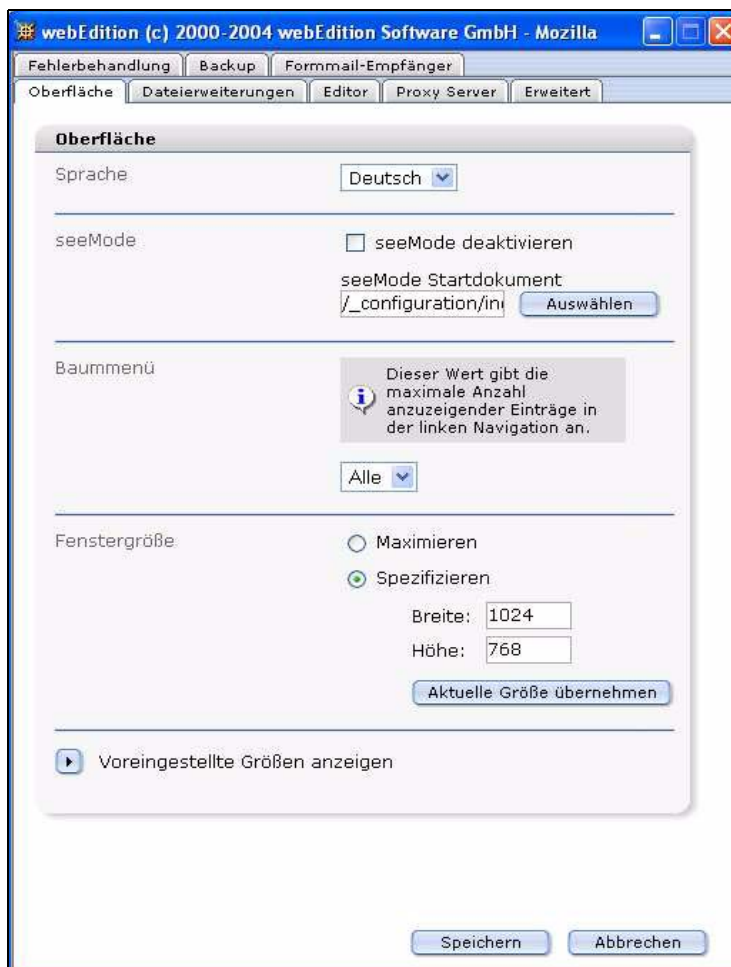 webEdition (c) 2000-2004 webEdition Software GmbH - Mozilla
Fehlerbehandlung Backup Formmail-Empfänger
Oberfläche Dateierweiterungen Editor Proxy Server Erweitert
Oberfläche
Sprache Deutsch
seeMode seeMode deaktivieren
seeMode Startdokument
/_configuration/in Auswählen
Baummenü
Dieser Wert gibt die
maximale Anzahl
anzuzeigender Einträge in
der linken Navigation an.
Alle
Fenstergröße Maximieren
Spezifizieren
Breite: 1024
Höhe: 768
Aktuelle Größe übernehmen
Voreingestellte Größen anzeigen
Speichern Abbrechen